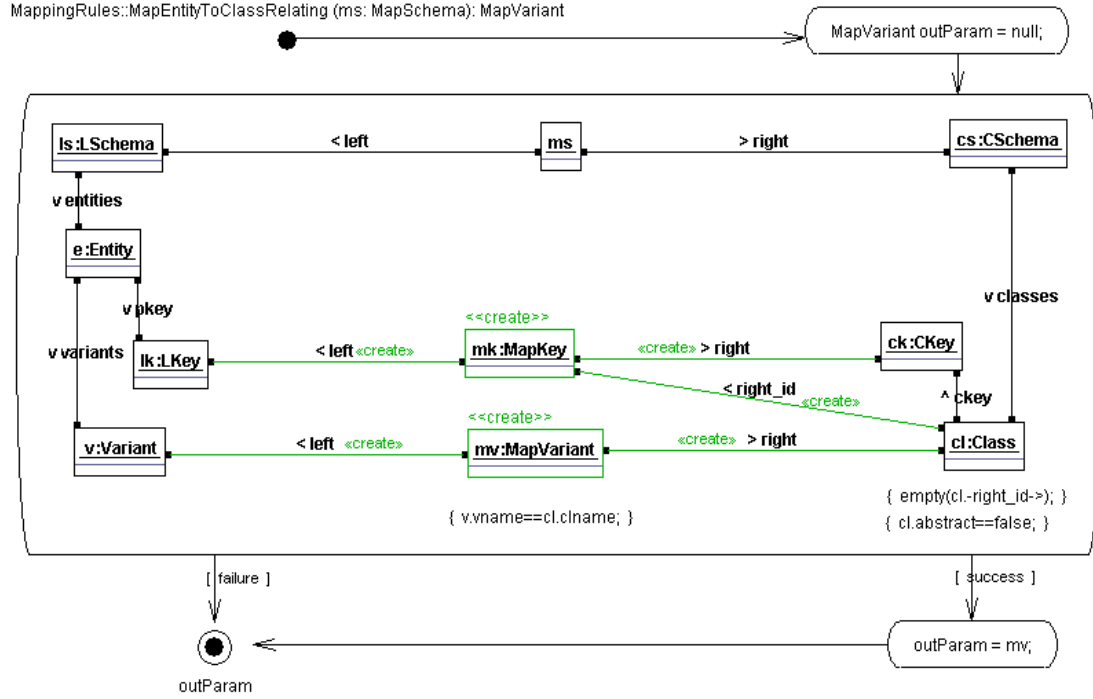 MappingRules::MapEntityToClassRelating (ms: MapSchema): MapVariant
MapVariant outParam = null;
ls:LSchema
< left
ms
> right
cs:CSchema
v entities
e:Entity
v pkey
v classes
<<create>>
v variants
lk:LKey
< left «create»
mk:MapKey
«create» > right
ck:CKey
< right_id
«create»
^ ckey
<<create>>
v:Variant
< left «create»
mv:MapVariant
«create» > right
cl:Class
{ v.vname==cl.clname; }
{ empty(cl.-right_id->); }
{ cl.abstract==false; }
[ failure ]
[ success ]
outParam = mv;
outParam